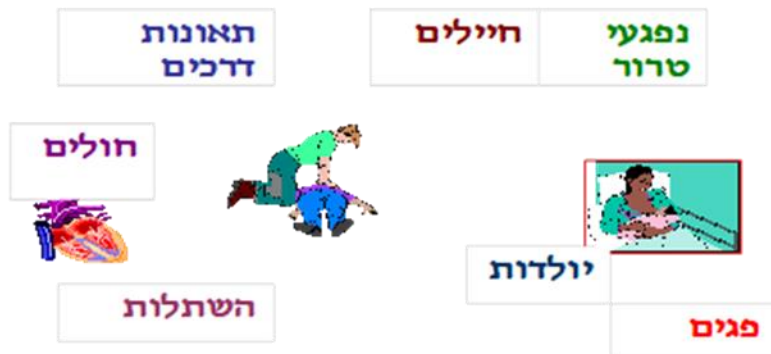 נפגעי
טרור
חיילים
תאונות
דרכים
חולים
יולדות
השתלות
פגים